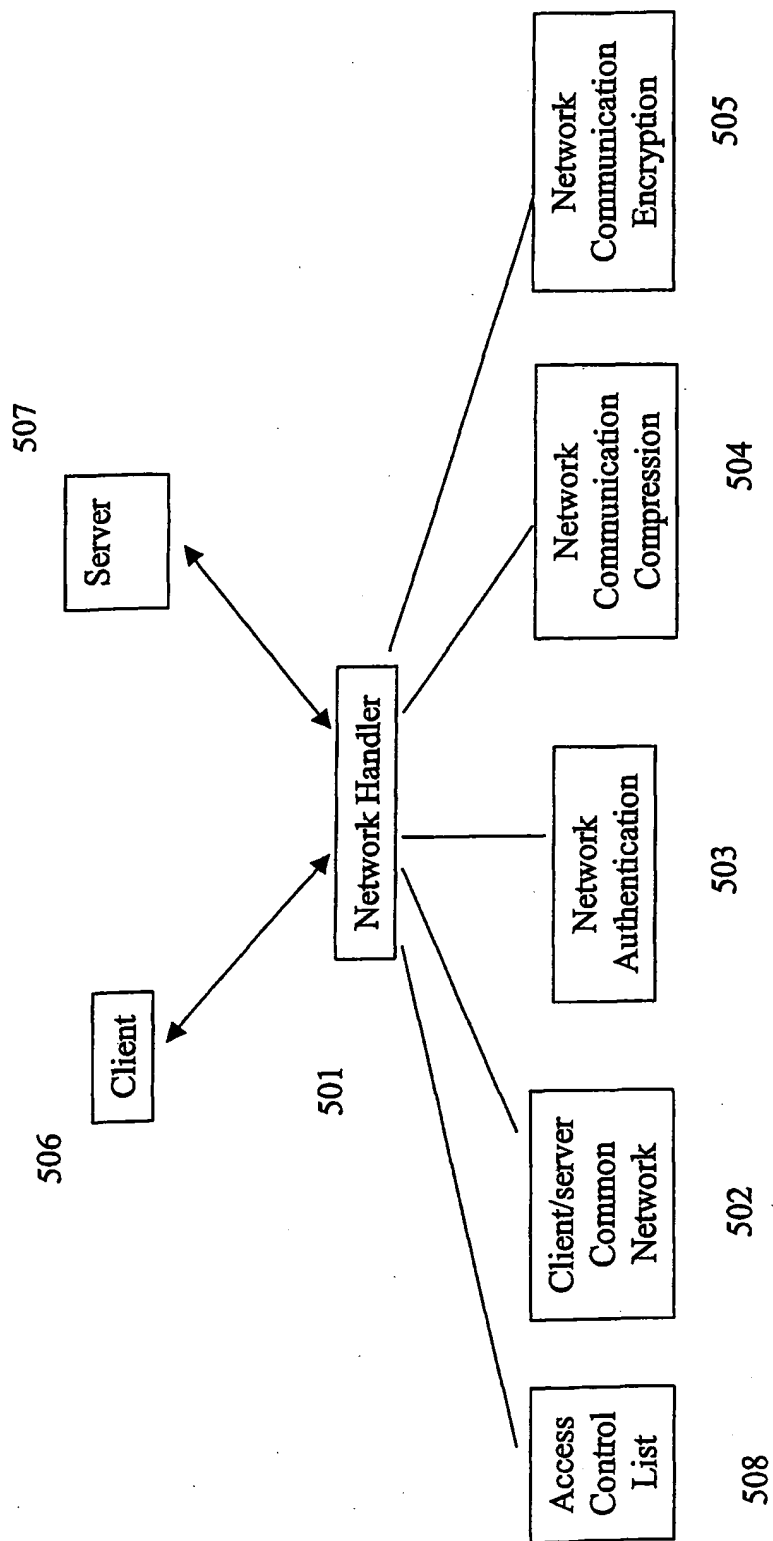 507
506
Server
Client
501
Network Handler
Access
Control
List
Client/server
Common
Network
Network
Authentication
Network
Communication
Compression
Network
Communication
Encryption
508
502
503
504
505